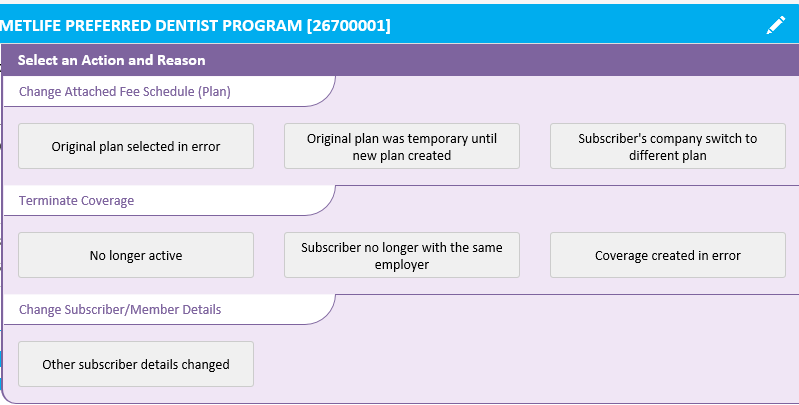 METLIFE PREFERRED DENTIST PROGRAM [26700001]
Select an Action and Reason
Change Attached Fee Schedule (Plan)
Original plan selected in error
Original plan was temporary until
new plan created
Subscriber's company switch to
different plan
Terminate Coverage
No longer active
Subscriber no longer with the same
employer
Coverage created in error
Change Subscriber/Member Details
Other subscriber details changed